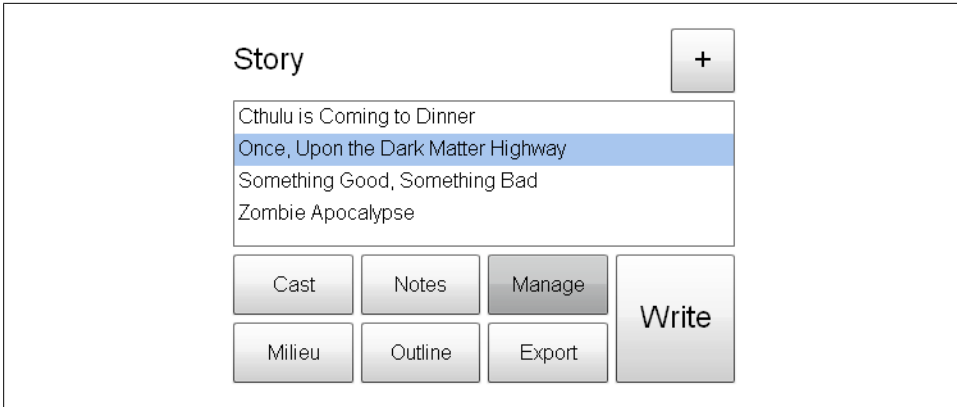 Story
+
Cthulu is Coming to Dinner
Once, Upon the Dark Matter Highway
Something Good, Something Bad
Zombie Apocalypse
Cast Notes Manage
Write
Milieu Outline Export